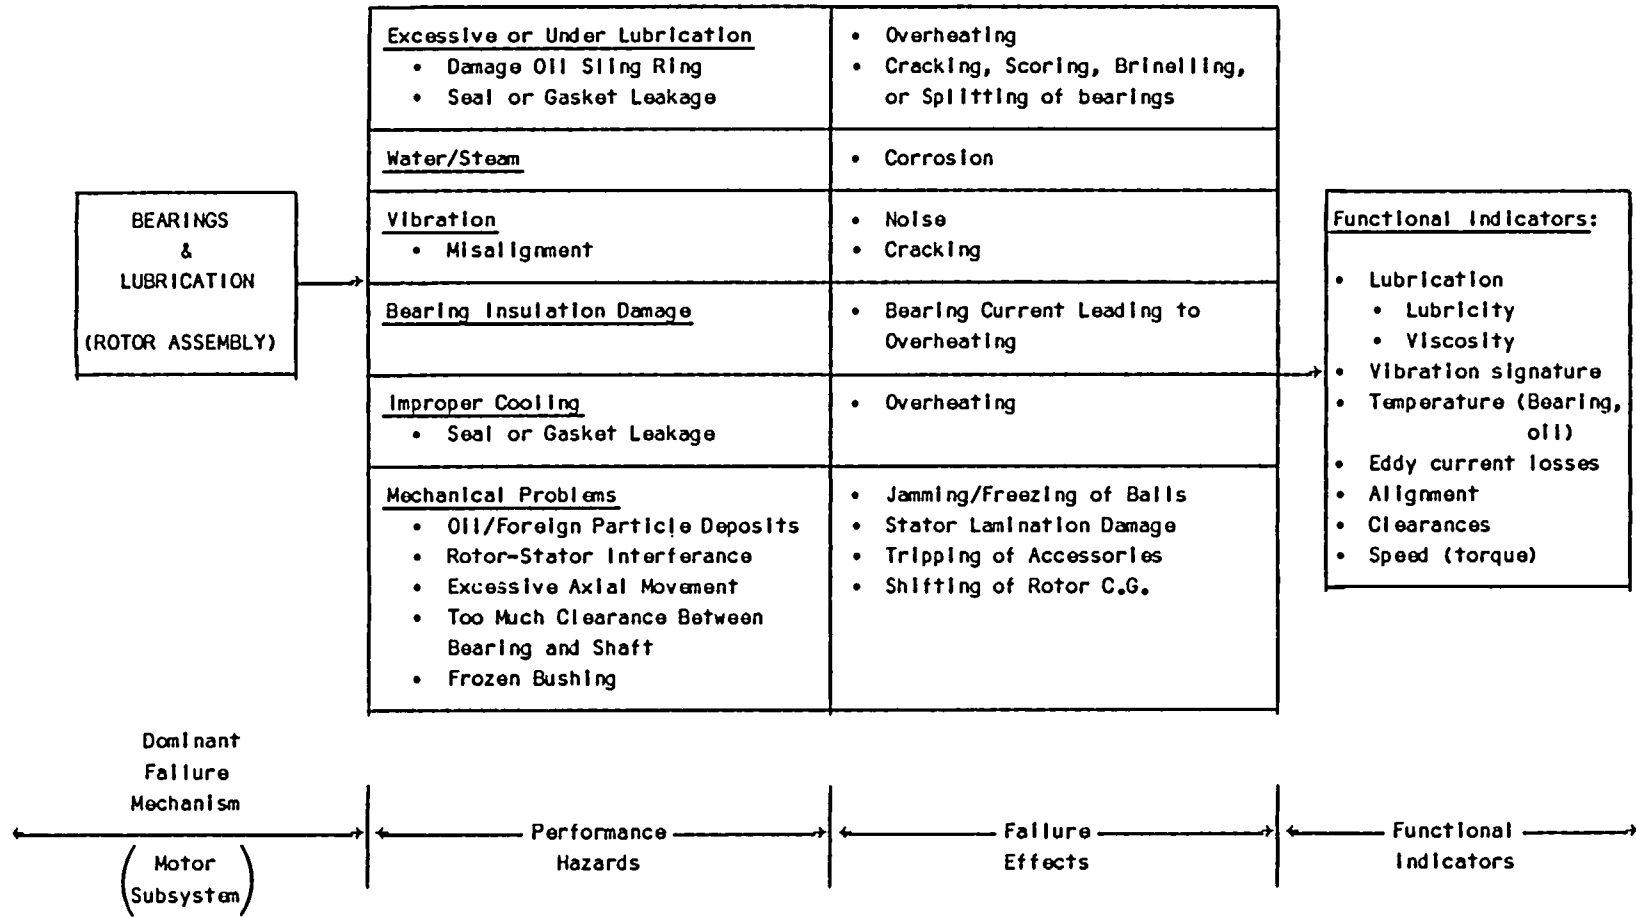 BEARINGS
&
LUBRICATION
(ROTOR ASSEMBLY)
Excessive or Under Lubrication
• Damage Oil Sling Ring
• Seal or Gasket Leakage
• Overheating
• Cracking, Scoring, Brinelling,
or Splitting of bearings
Water/Steam
• Corrosion
Vibration
• Misalignment
• Noise
• Cracking
Bearing Insulation Damage
• Bearing Current Leading to
Overheating
Improper Cooling
• Seal or Gasket Leakage
• Overheating
Mechanical Problems
• Oil/Foreign Particle Deposits
• Rotor-Stator Interferance
• Excessive Axial Movement
• Too Much Clearance Between
Bearing and Shaft
• Frozen Bushing
• Jamming/Freezing of Balls
• Stator Lamination Damage
• Tripping of Accessories
• Shifting of Rotor C.G.
Functional Indicators:
• Lubrication
• Lubricity
• Viscosity
• Vibration signature
• Temperature (Bearing,
oil)
• Eddy current losses
• Alignment
• Clearances
• Speed (torque)
Dominant
Failure
Mechanism
(Motor
Subsystem)
Performance
Hazards
Failure
Effects
Functional
Indicators